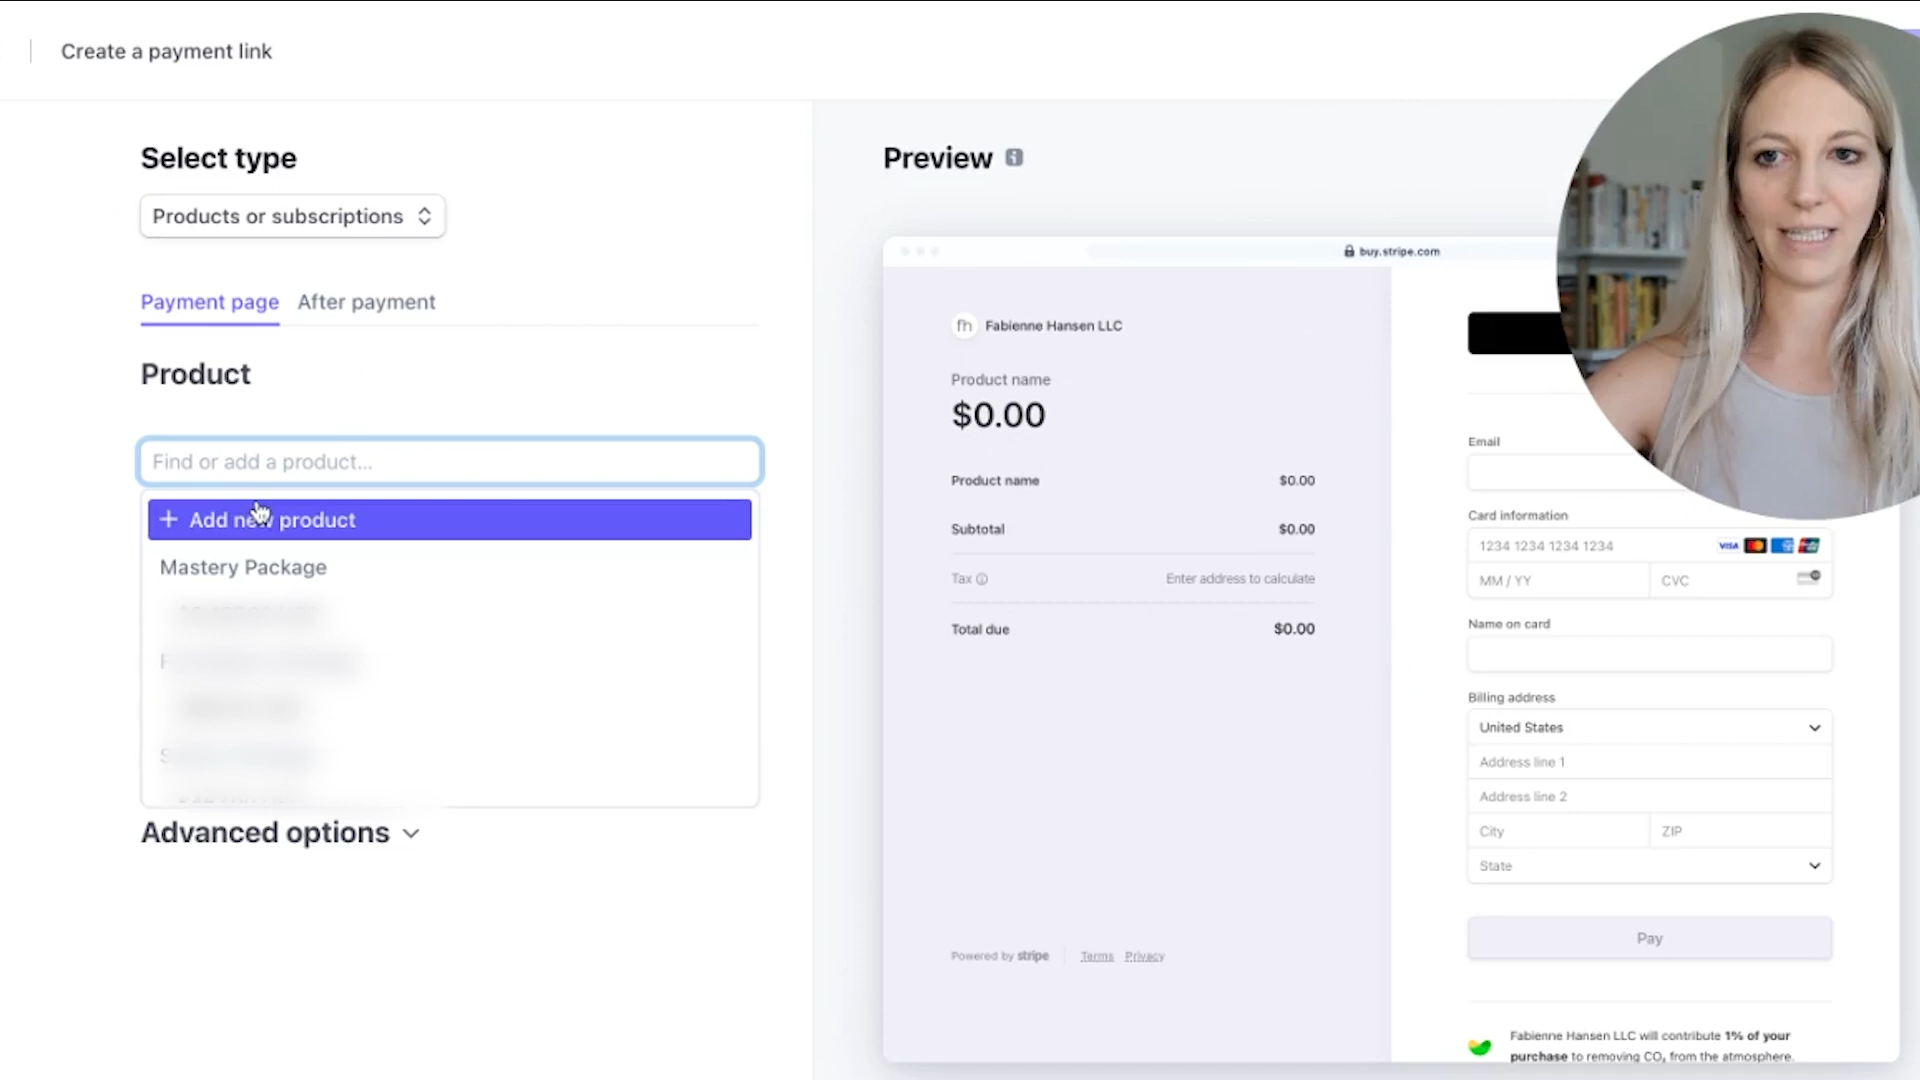 Create a payment link
Select type
Products or subscriptions
Payment page After payment
Product
Find or add a product...
+ Add new product
Mastery Package
Advanced options
Preview
buy.stripe.com
fh Fabienne Hansen LLC
Product name
$0.00
Product name $0.00
Subtotal $0.00
Tax Enter address to calculate
Total due $0.00
Powered by stripe Terms Privacy
Email
Card information
1234 1234 1234 1234 VISA
MM / YY CVC
Name on card
Billing address
United States
Address line 1
Address line 2
City ZIP
State
Pay
Fabienne Hansen LLC will contribute 1% of your
purchase to removing CO₂ from the atmosphere.